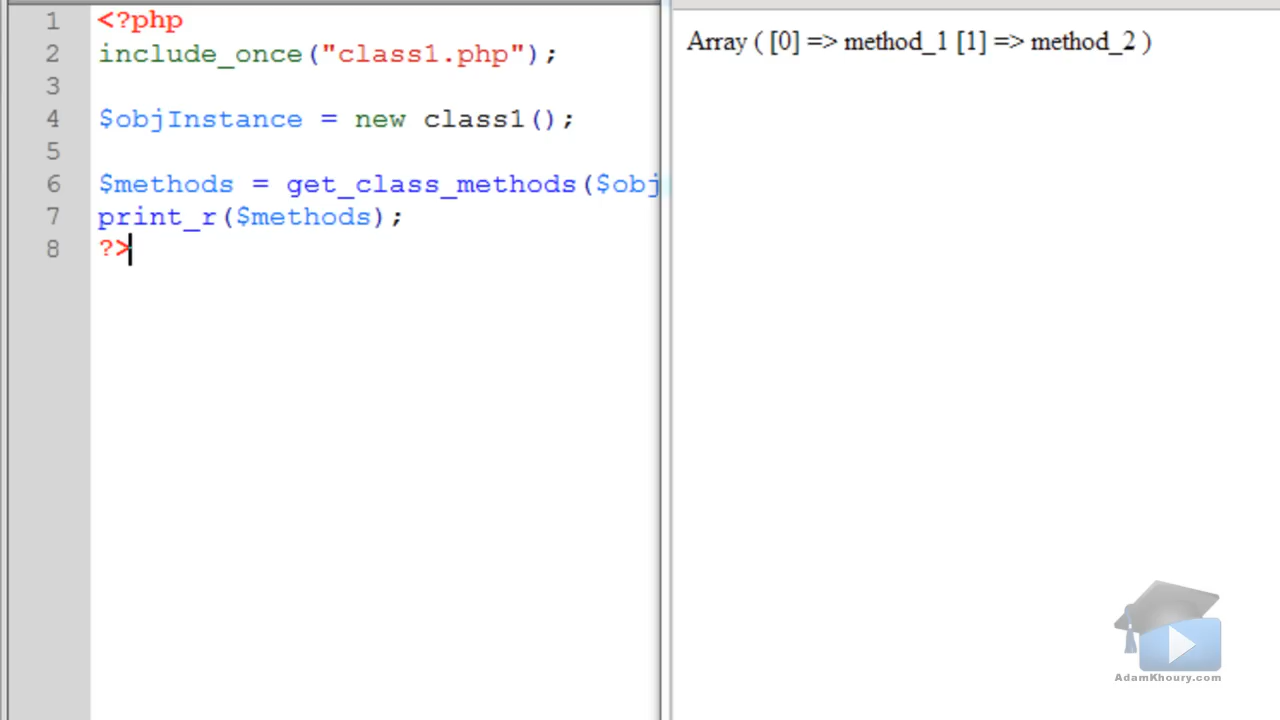 1 <?php
2 include_once("class1.php");
3
4 $objInstance = new class1();
5
6 $methods = get_class_methods($obj
7 print_r($methods);
8 ?>
Array ( [0] => method_1 [1] => method_2 )
AdamKhoury.com